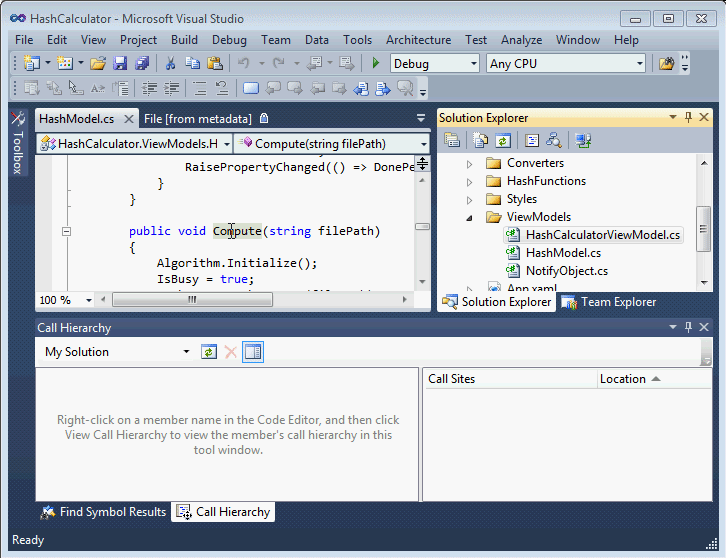 HashCalculator - Microsoft Visual Studio
File Edit View Project Build Debug Team Data Tools Architecture Test Analyze Window Help
Debug Any CPU
Toolbox
HashModel.cs File [from metadata]
HashCalculator.ViewModels.H Compute(string filePath)
RaisePropertyChanged(() => DonePe
}
}
public void Compute(string filePath)
{
Algorithm.Initialize();
IsBusy = true;
100 %
Solution Explorer
Converters
HashFunctions
Styles
ViewModels
HashCalculatorViewModel.cs
HashModel.cs
NotifyObject.cs
App.xaml
Solution Explorer Team Explorer
Call Hierarchy
My Solution
Right-click on a member name in the Code Editor, and then click
View Call Hierarchy to view the member's call hierarchy in this
tool window.
Call Sites Location
Find Symbol Results Call Hierarchy
Ready